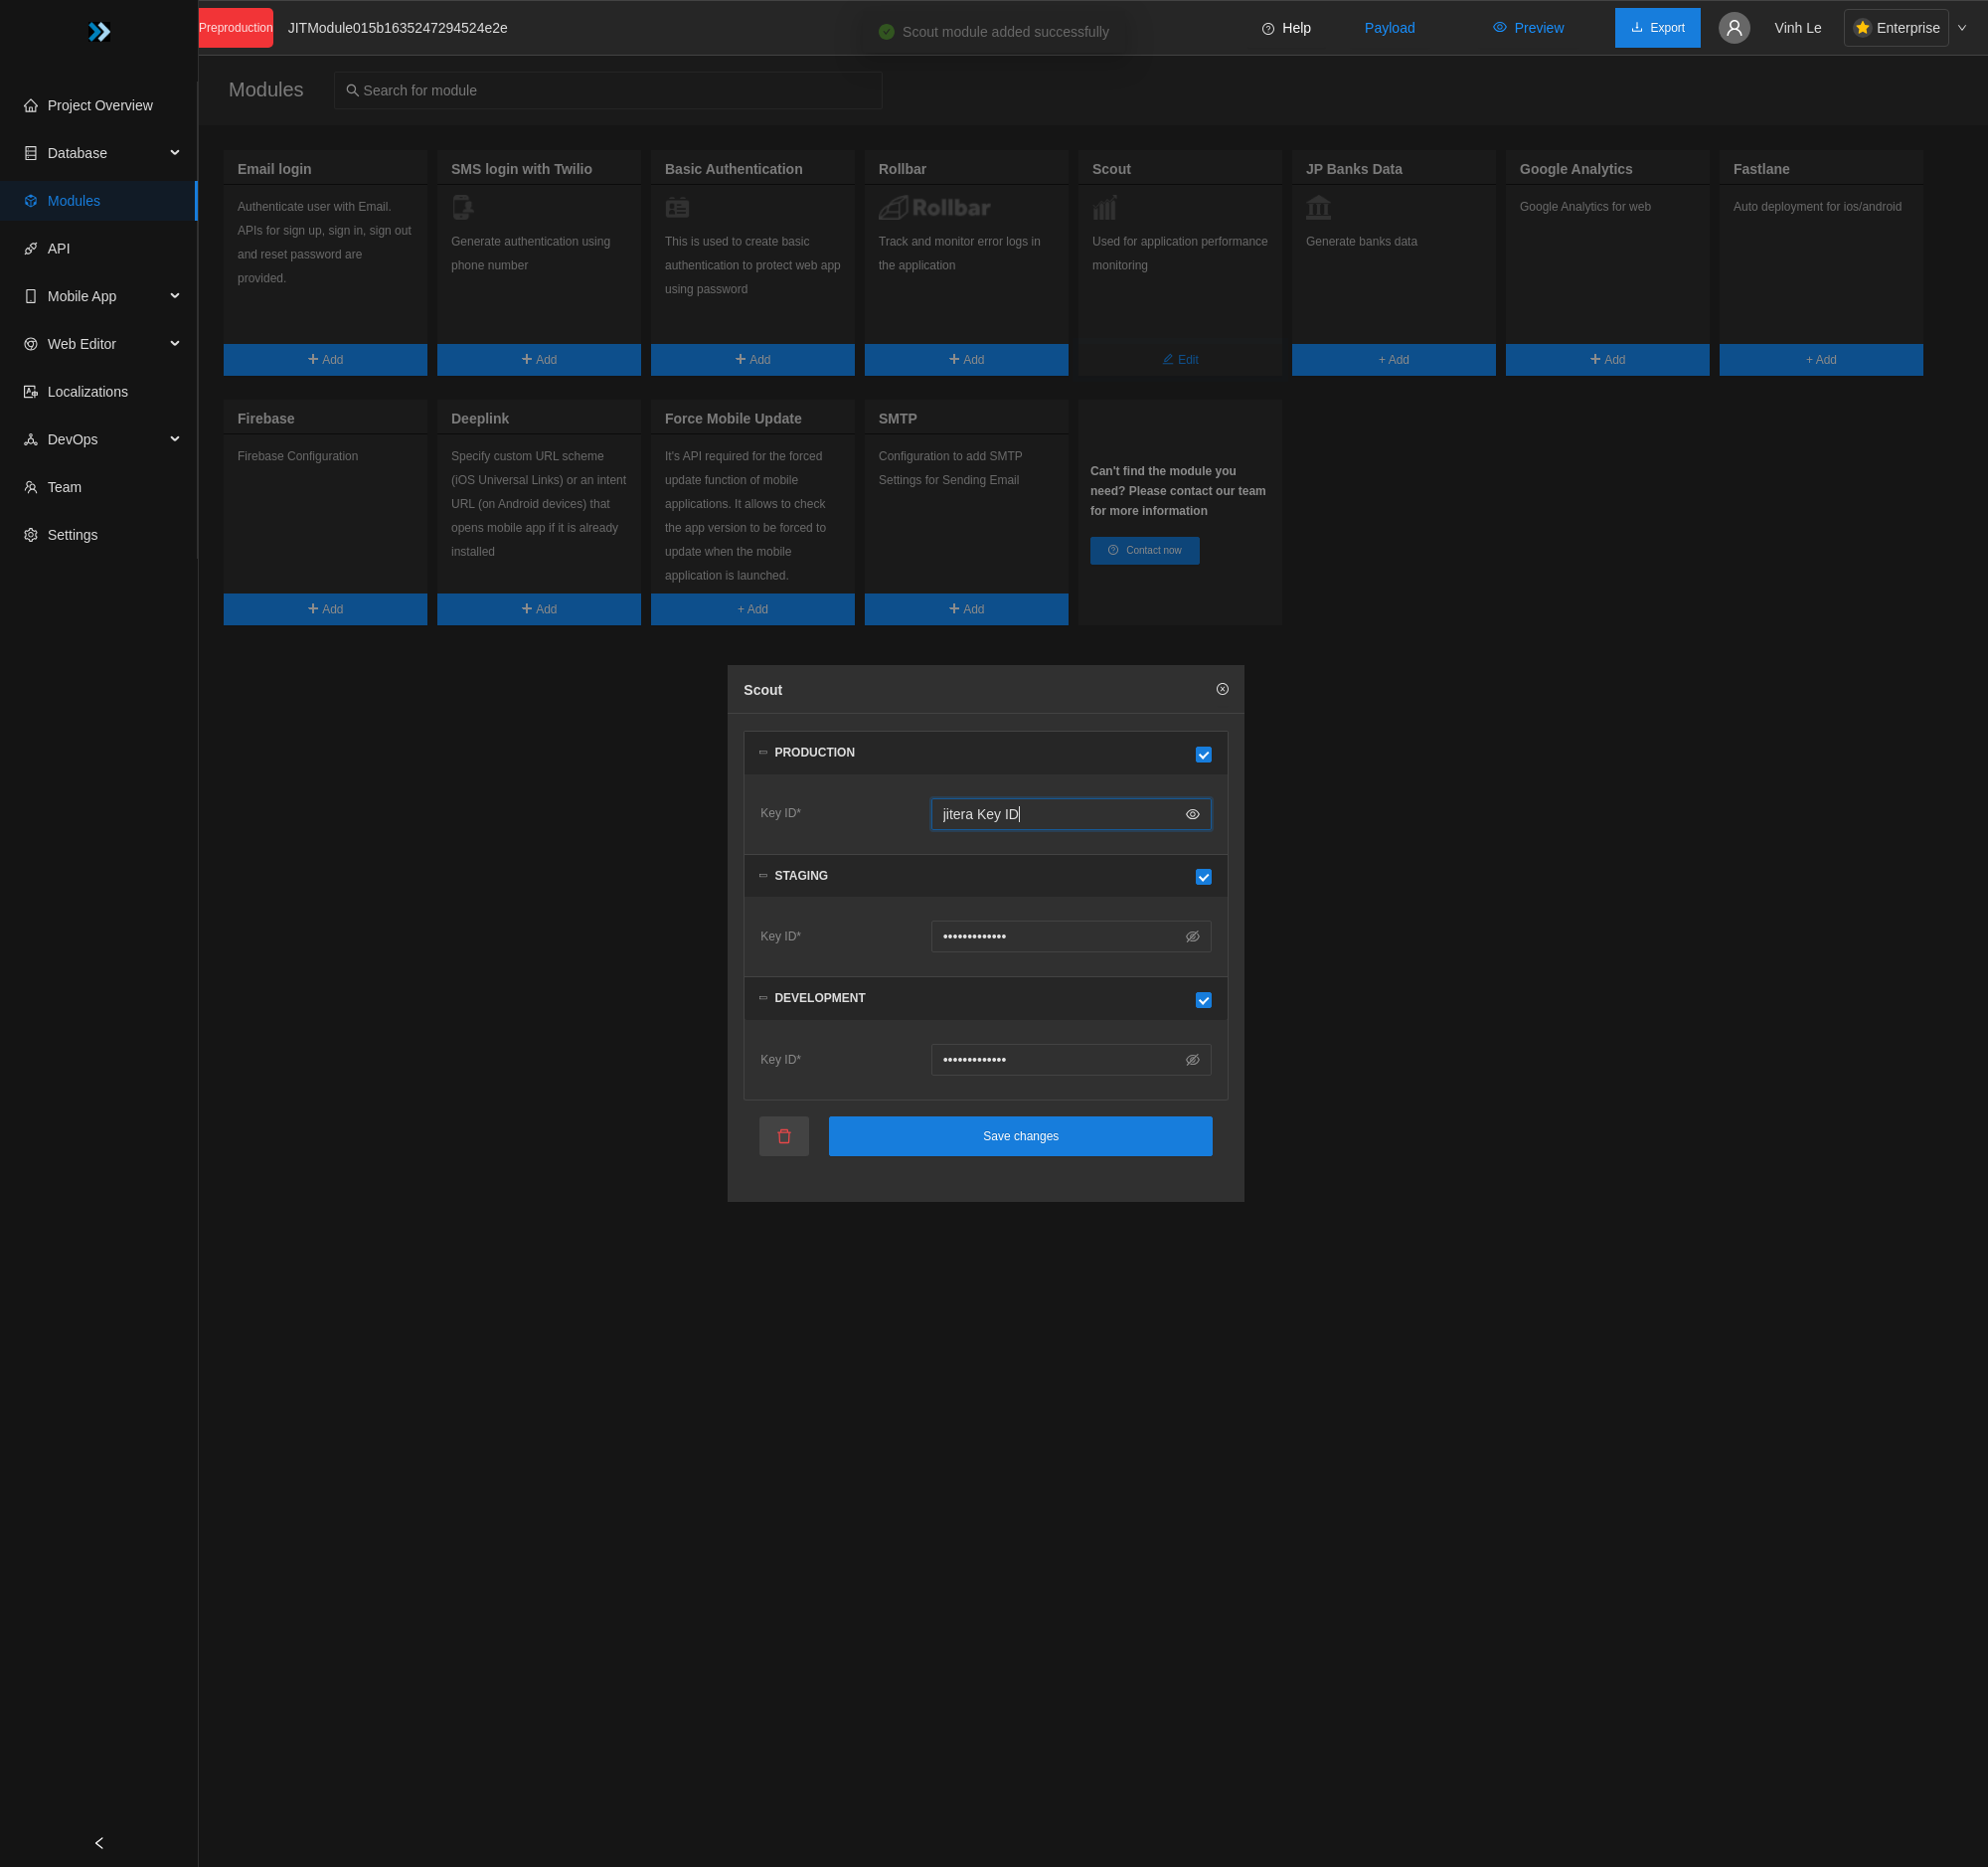 Preproduction
JITModule015b1635247294524e2e
Scout module added successfully
Help
Payload
Preview
Export
Vinh Le
Enterprise
Project Overview
Database
Modules
API
Mobile App
Web Editor
Localizations
DevOps
Team
Settings
Modules
Search for module
Email login
Authenticate user with Email.
APIs for sign up, sign in, sign out
and reset password are
provided.
+ Add
SMS login with Twilio
Generate authentication using
phone number
+ Add
Basic Authentication
This is used to create basic
authentication to protect web app
using password
+ Add
Rollbar
Rollbar
Track and monitor error logs in
the application
+ Add
Scout
Used for application performance
monitoring
Edit
JP Banks Data
Generate banks data
+ Add
Google Analytics
Google Analytics for web
+ Add
Fastlane
Auto deployment for ios/android
+ Add
Firebase
Firebase Configuration
+ Add
Deeplink
Specify custom URL scheme
(iOS Universal Links) or an intent
URL (on Android devices) that
opens mobile app if it is already
installed
+ Add
Force Mobile Update
It's API required for the forced
update function of mobile
applications. It allows to check
the app version to be forced to
update when the mobile
application is launched.
+ Add
SMTP
Configuration to add SMTP
Settings for Sending Email
+ Add
Can't find the module you
need? Please contact our team
for more information
Contact now
Scout
PRODUCTION
Key ID*
jitera Key ID
STAGING
Key ID*
•••••••••••••
DEVELOPMENT
Key ID*
•••••••••••••
Save changes